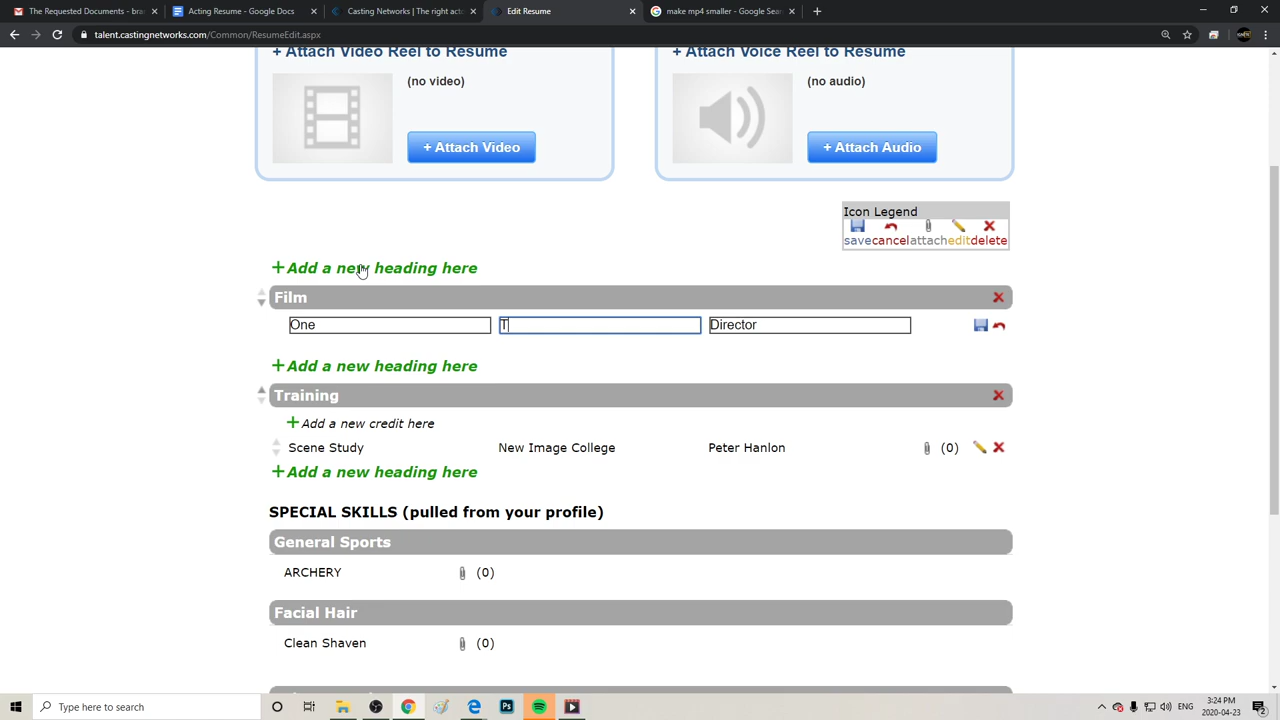 The Requested Documents - bra
Acting Resume - Google Docs
Casting Networks | The right act
Edit Resume
make mp4 smaller - Google Sea
talent.castingnetworks.com/Common/ResumeEdit.aspx
+ Attach Video Reel to Resume
+ Attach Voice Reel to Resume
(no video)
(no audio)
+ Attach Video
+ Attach Audio
Icon Legend
save cancel attach edit delete
+Add a new heading here
Film
One T Director
+Add a new heading here
Training
+Add a new credit here
Scene Study New Image College Peter Hanlon (0)
+Add a new heading here
SPECIAL SKILLS (pulled from your profile)
General Sports
ARCHERY (0)
Facial Hair
Clean Shaven (0)
Type here to search
ENG
3:24 PM
2020-04-23